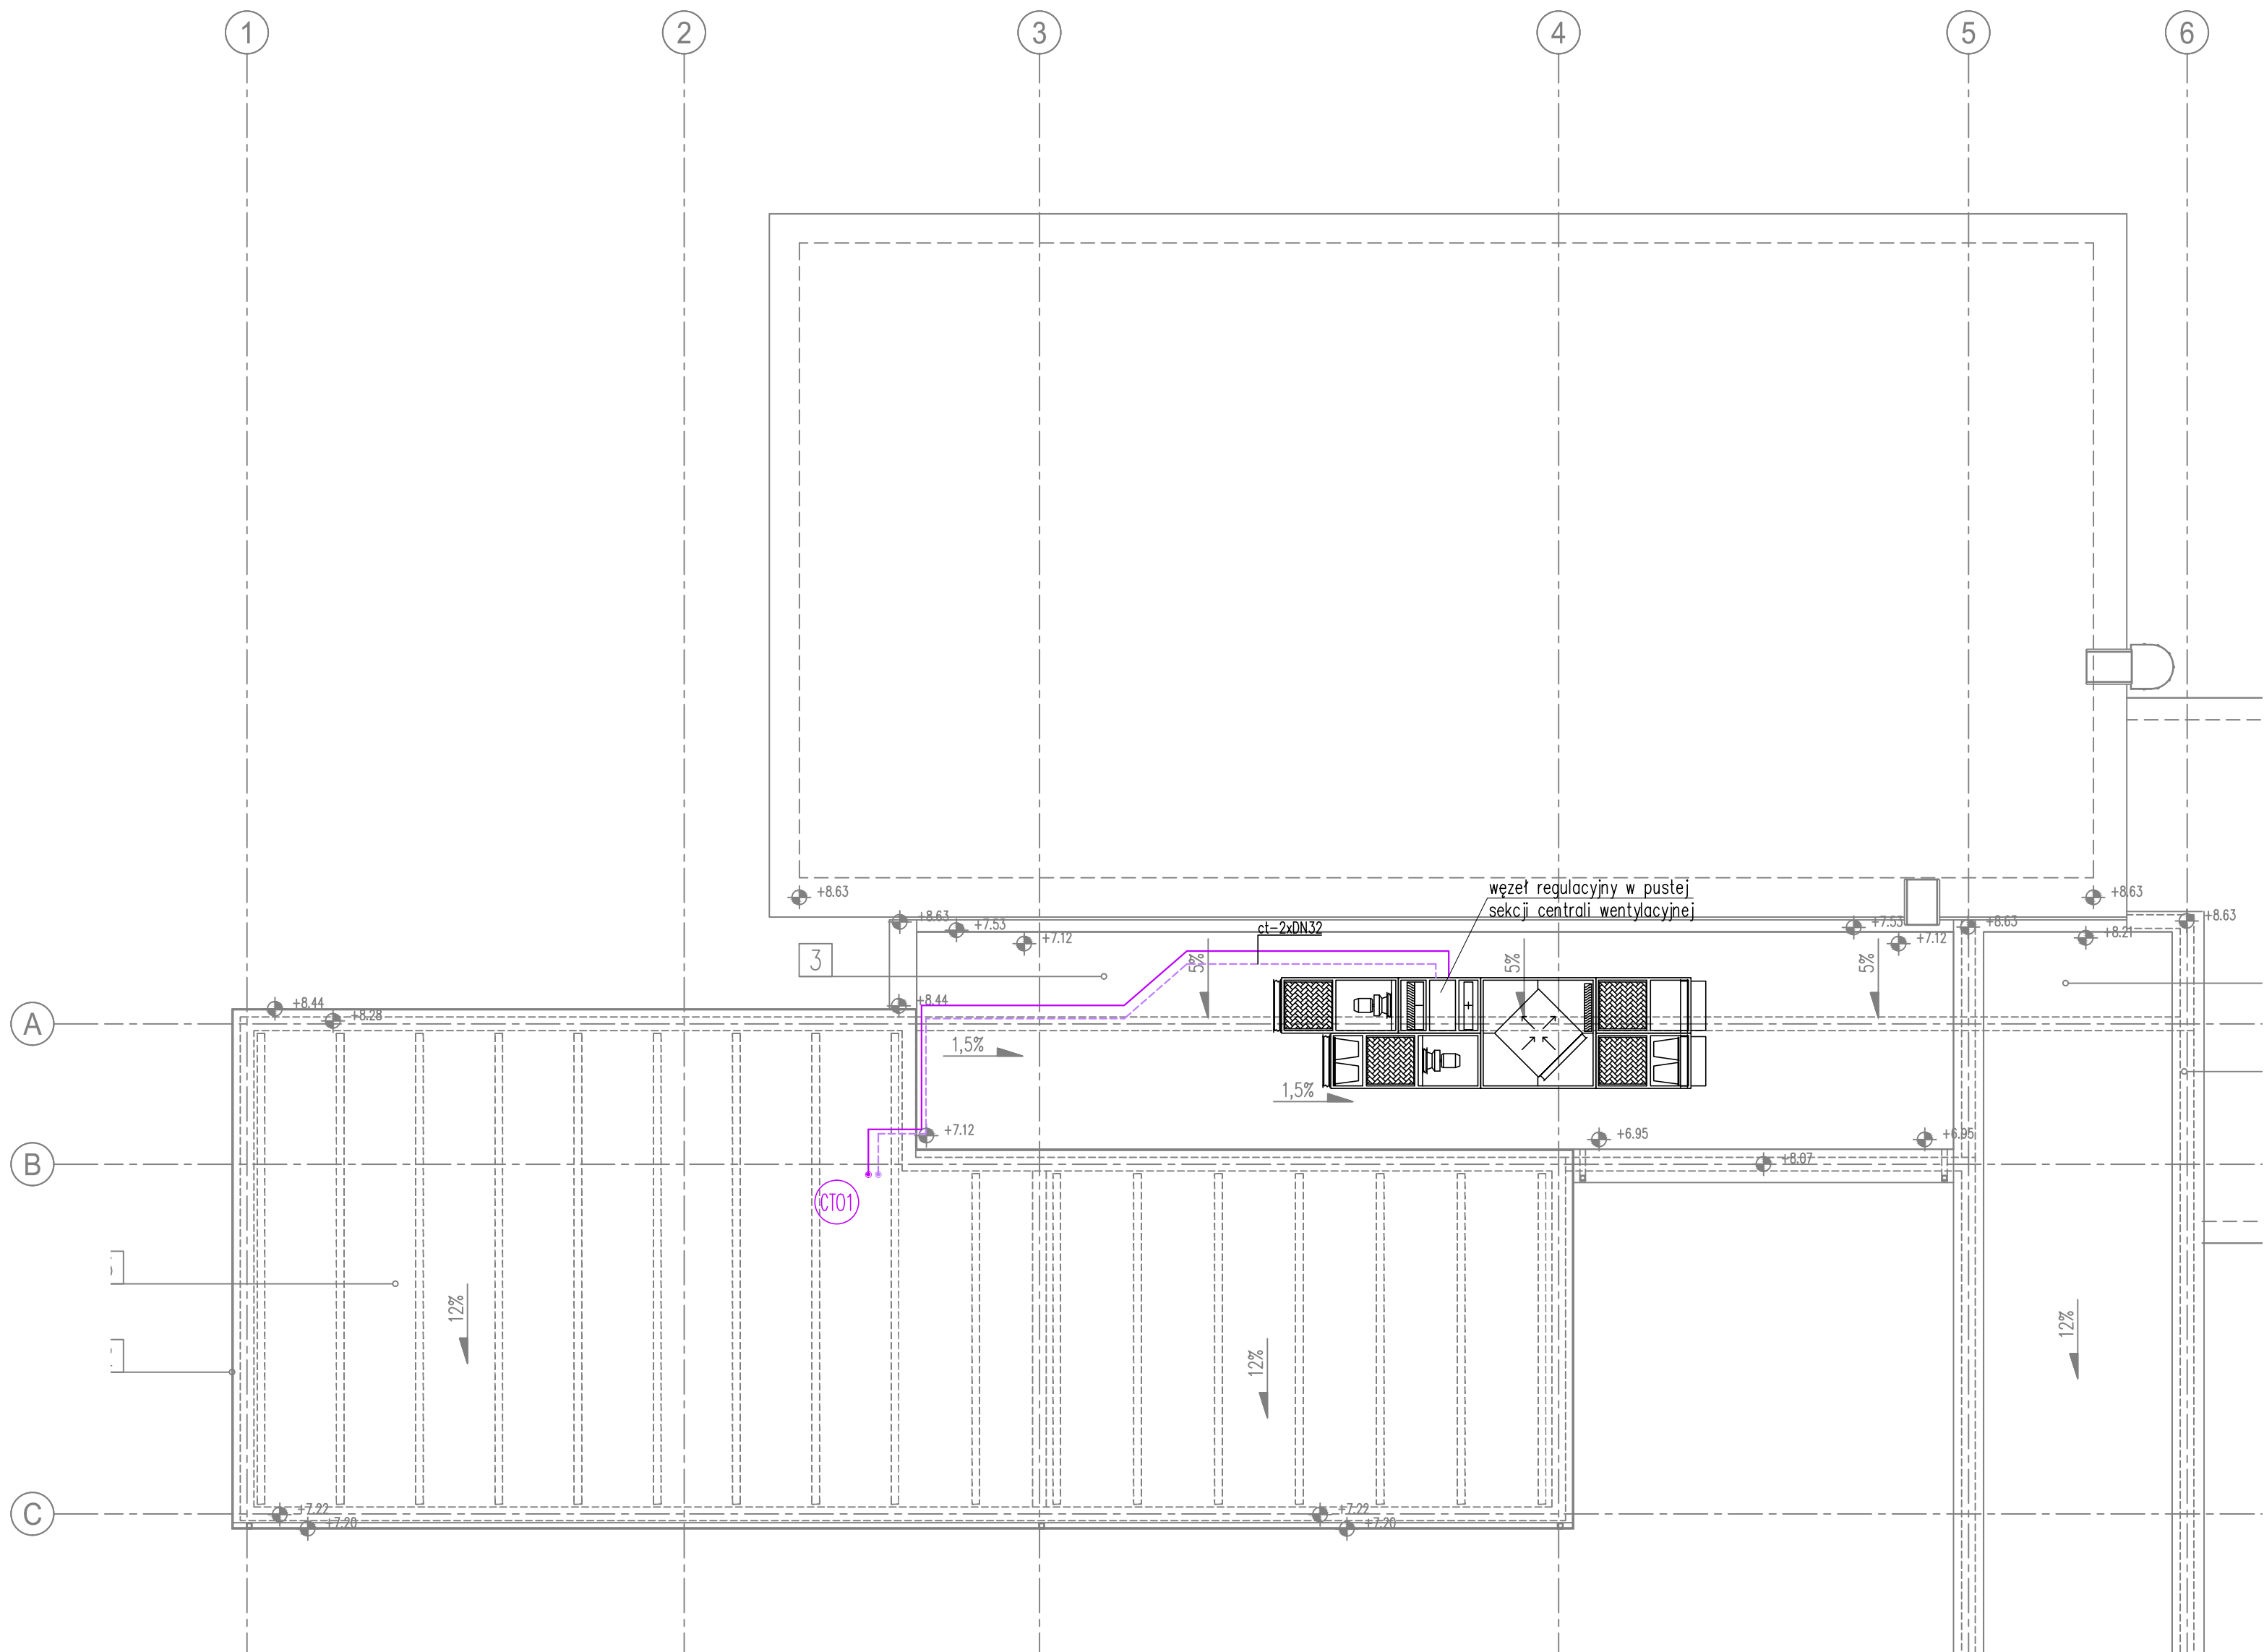 1 2 3 4 5 6
węzeł regulacyjny w pustej
sekcji centrali wentylacyjnej
+8.63 +8.63
+8.63 +7.53 +7.53 +8.63 +8.63
ct-2xDN32
+7.12 +7.12 +8.21
3
5% 5% 5%
+8.44 +8.44
+8.28
A
1,5%
1,5%
+7.12 +6.95 +6.95
B
+8.07
CT01
12% 12% 12%
+7.22 +7.22
C
+7.20 +7.20